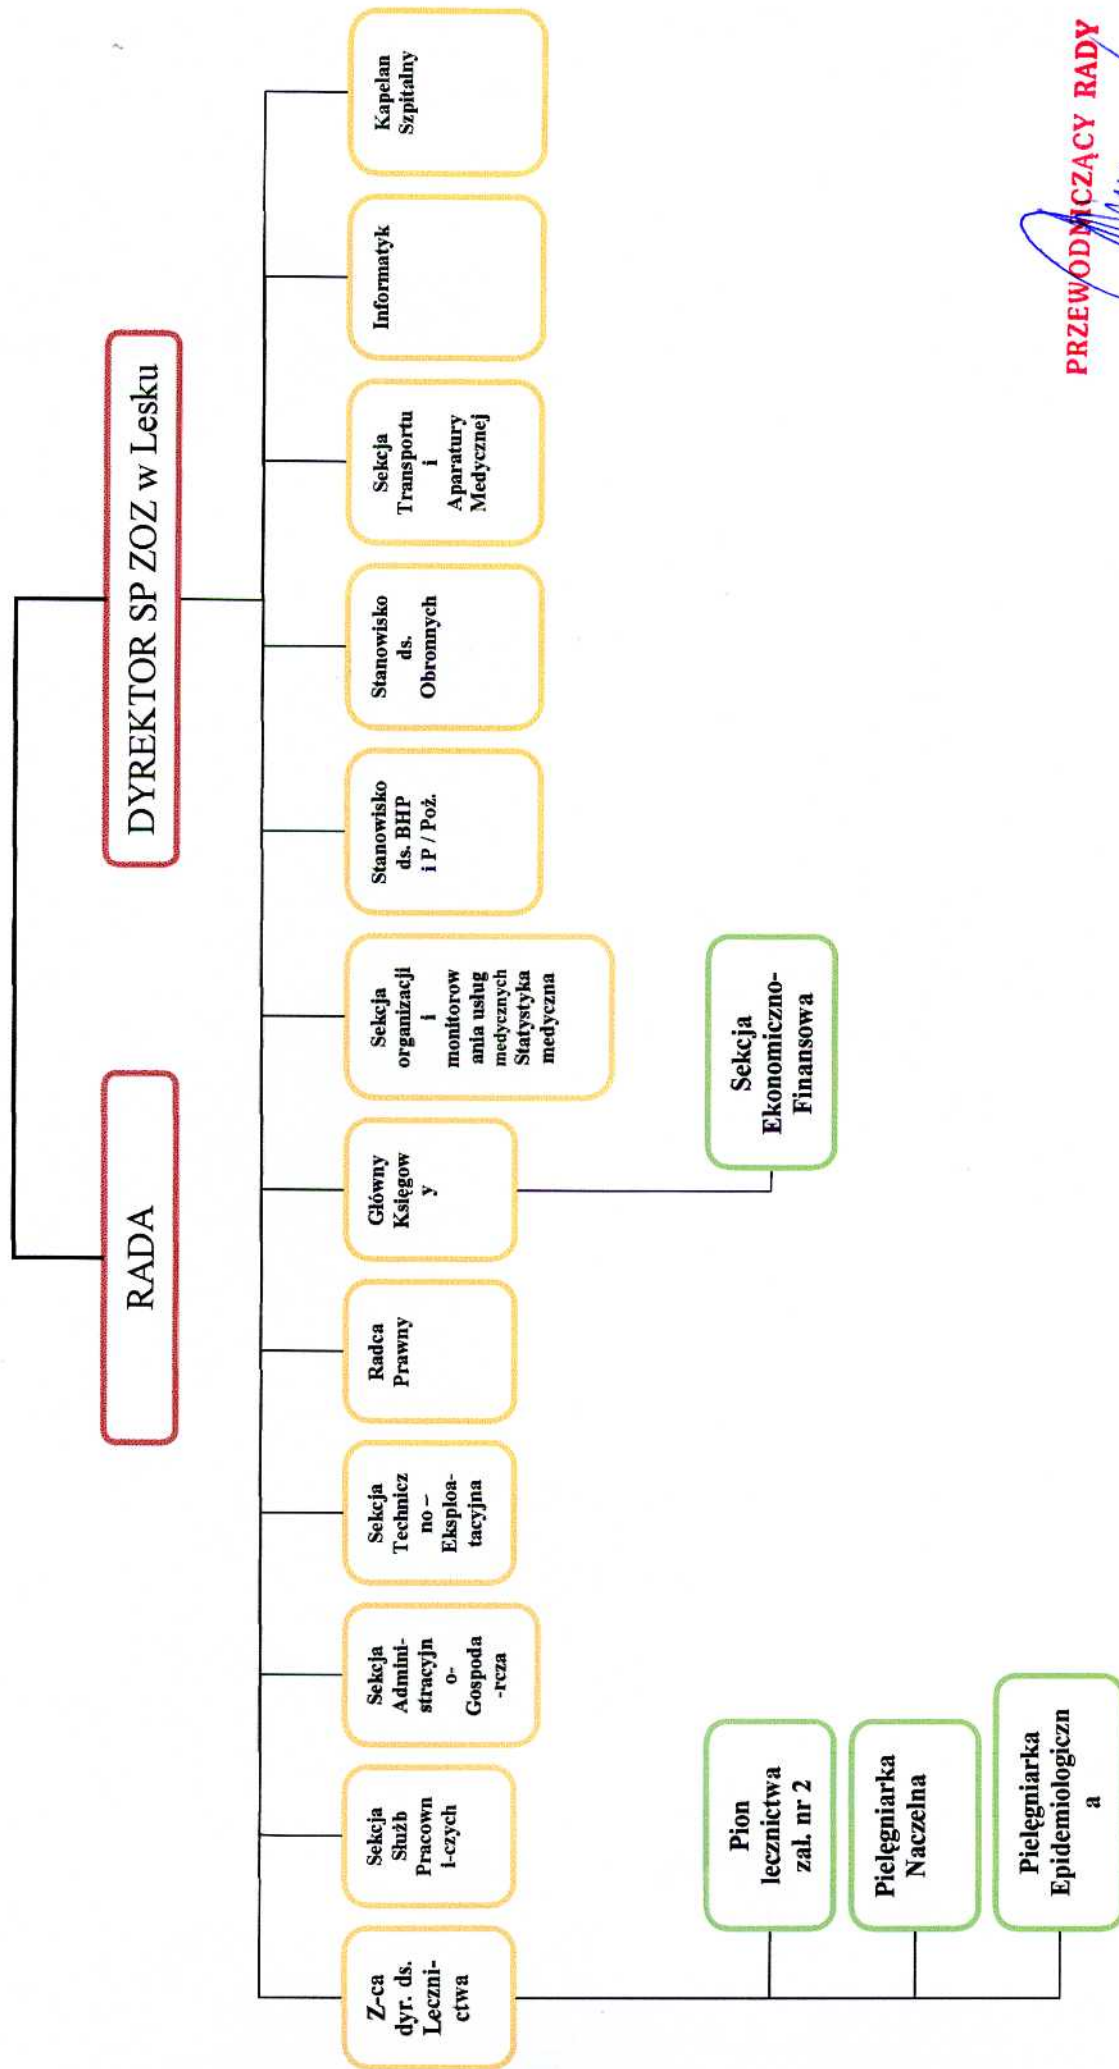 RADA
DYREKTOR SP ZOZ w Lesku
Z-ca
dyr. ds.
Leczni-
ctwa
Sekcja
Służb
Pracown
i-czych
Sekcja
Admini-
stracyjn
o-
Gospoda
-rcza
Sekcja
Technicz
no –
Eksploa-
tacyjna
Radca
Prawny
Główny
Księgow
y
Sekcja
organizacji
i
monitorow
ania usług
medycznych
Statystyka
medyczna
Stanowisko
ds. BHP
i P / Poż.
Stanowisko
ds.
Obronnych
Sekcja
Transportu
i
Aparatury
Medycznej
Informatyk
Kapelan
Szpitalny
Pion
lecznictwa
zał. nr 2
Pielęgniarka
Naczelna
Pielęgniarka
Epidemiologiczn
a
Sekcja
Ekonomiczno-
Finansowa
PRZEWODNICZĄCY RADY